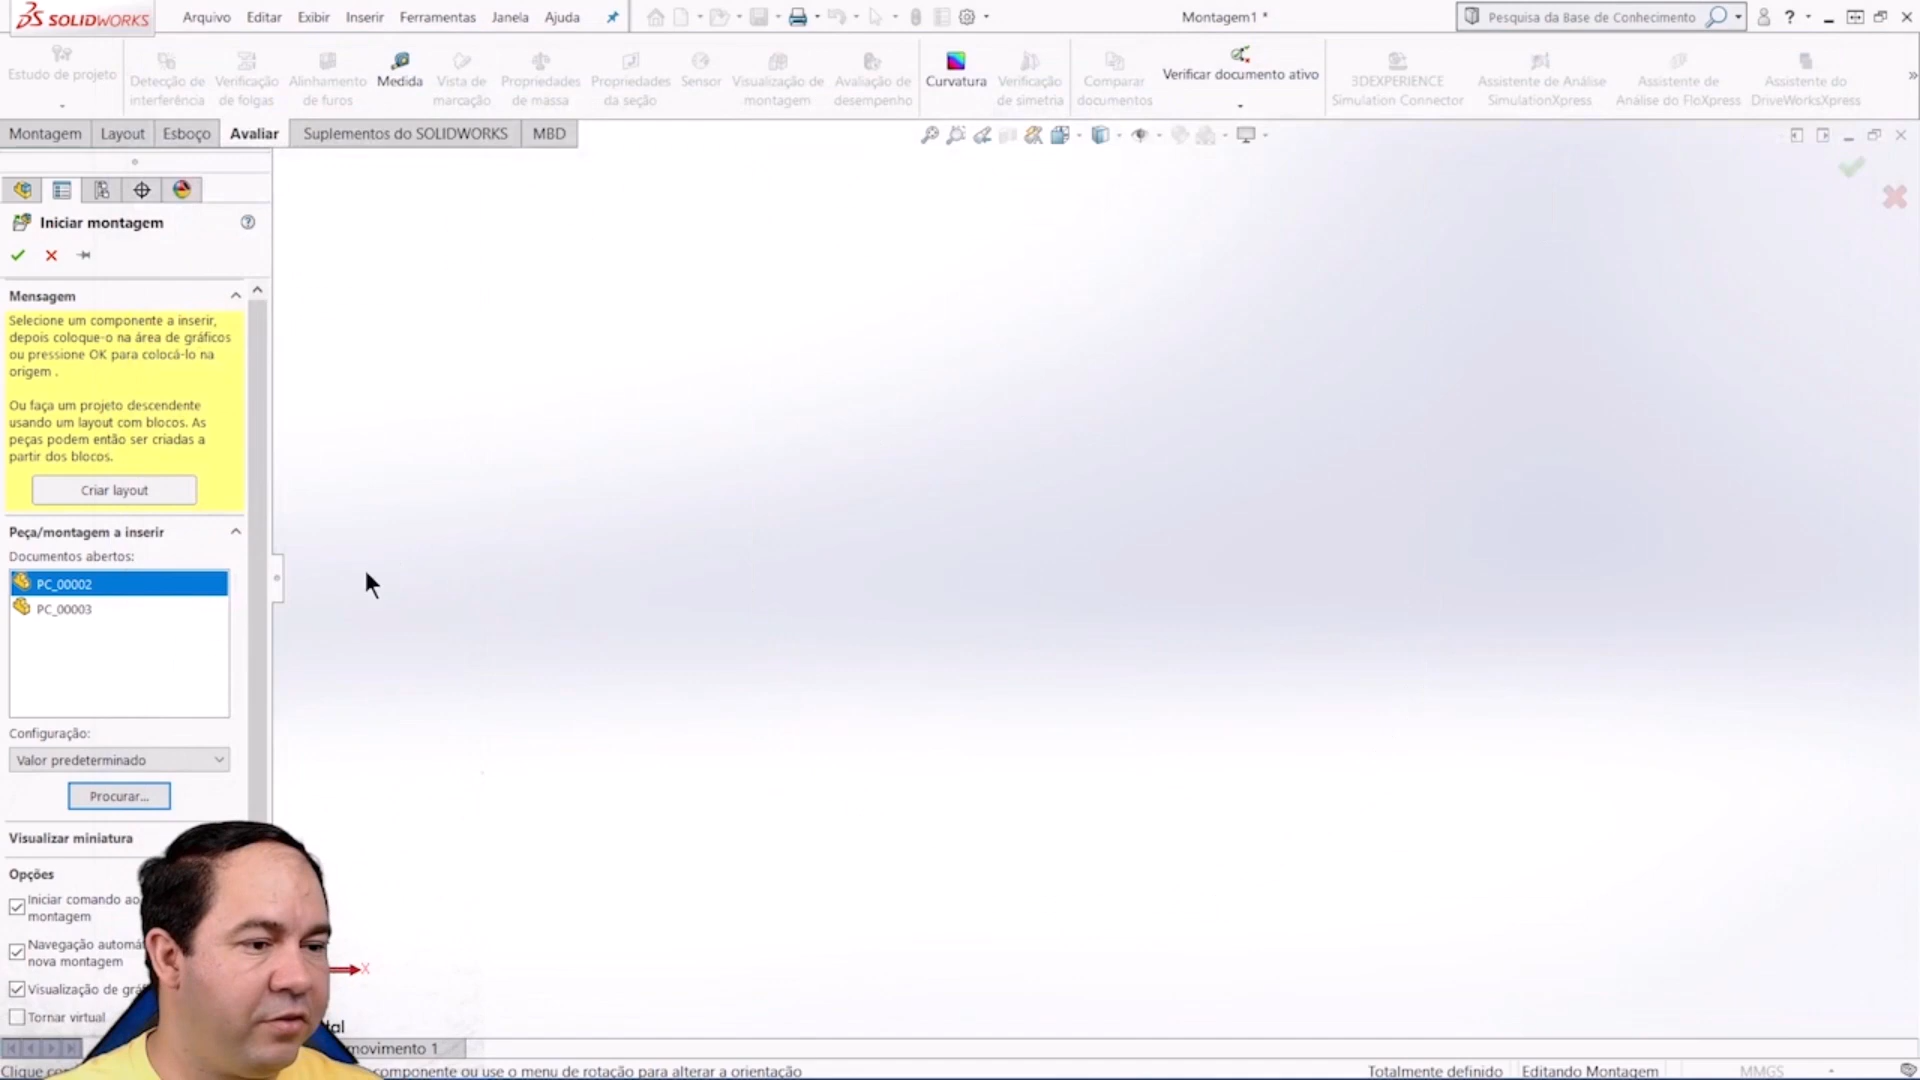 SOLIDWORKS
Arquivo Editar Exibir Inserir Ferramentas Janela Ajuda
Montagem1 *
Pesquisa da Base de Conhecimento
?
Estudo de projeto
Detecção de interferência
Verificação de folgas
Alinhamento de furos
Medida
Vista de marcação
Propriedades de massa
Propriedades da seção
Sensor
Visualização de montagem
Avaliação de desempenho
Curvatura
Verificação de simetria
Comparar documentos
Verificar documento ativo
3DEXPERIENCE Simulation Connector
Assistente de Análise SimulationXpress
Assistente de Análise do FloXpress
Assistente do DriveWorksXpress
Montagem Layout Esboço Avaliar Suplementos do SOLIDWORKS MBD
Iniciar montagem
Mensagem
Selecione um componente a inserir,
depois coloque-o na área de gráficos
ou pressione OK para colocá-lo na
origem .
Ou faça um projeto descendente
usando um layout com blocos. As
peças podem então ser criadas a
partir dos blocos.
Criar layout
Peça/montagem a inserir
Documentos abertos:
PC_00002
PC_00003
Configuração:
Valor predeterminado
Procurar...
Visualizar miniatura
Opções
Iniciar comando ao
montagem
Navegação automá
nova montagem
X
Visualização de grá
Tornar virtual
movimento 1
componente ou use o menu de rotação para alterar a orientação
Totalmente definido Editando Montagem MMGS